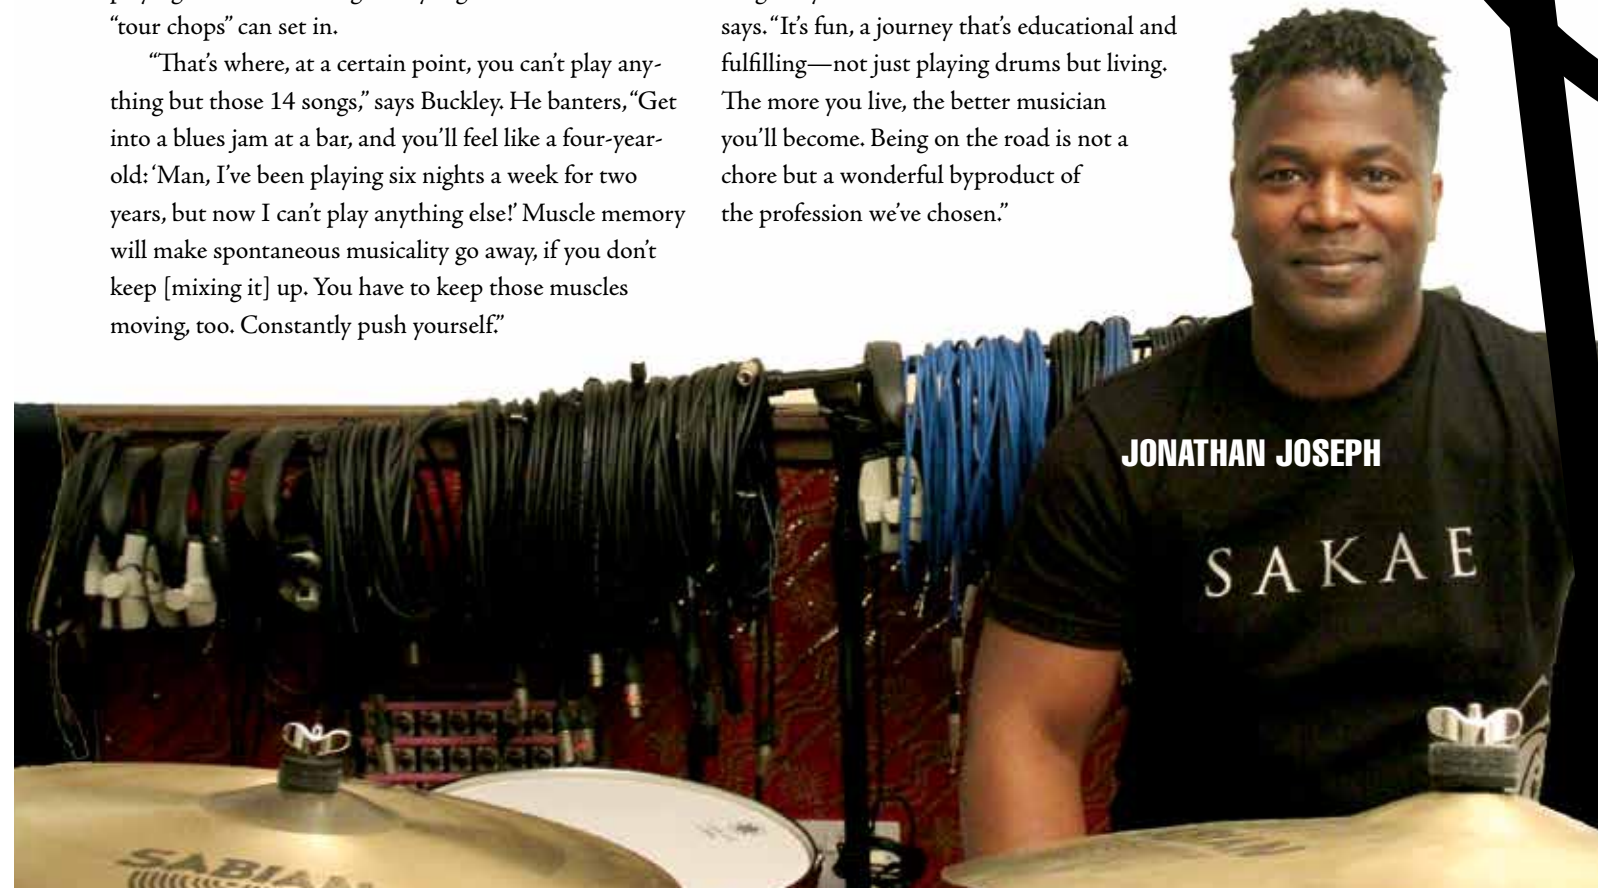 “tour chops” can set in.
“That’s where, at a certain point, you can’t play any-
thing but those 14 songs,” says Buckley. He banters, “Get
into a blues jam at a bar, and you’ll feel like a four-year-
old: ‘Man, I’ve been playing six nights a week for two
years, but now I can’t play anything else!’ Muscle memory
will make spontaneous musicality go away, if you don’t
keep [mixing it] up. You have to keep those muscles
moving, too. Constantly push yourself.”
says. “It’s fun, a journey that’s educational and
fulfilling—not just playing drums but living.
The more you live, the better musician
you’ll become. Being on the road is not a
chore but a wonderful byproduct of
the profession we’ve chosen.”
JONATHAN JOSEPH
SAKAE
SABIAN